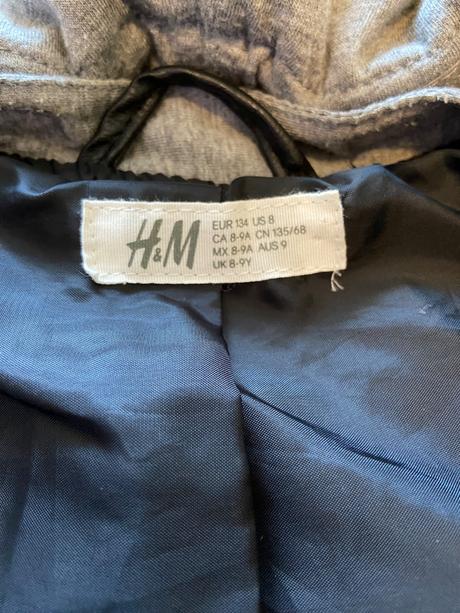 H&M
EUR 134 US 8
CA 8-9A CN 135/68
MX 8-9A AUS 9
UK 8-9Y